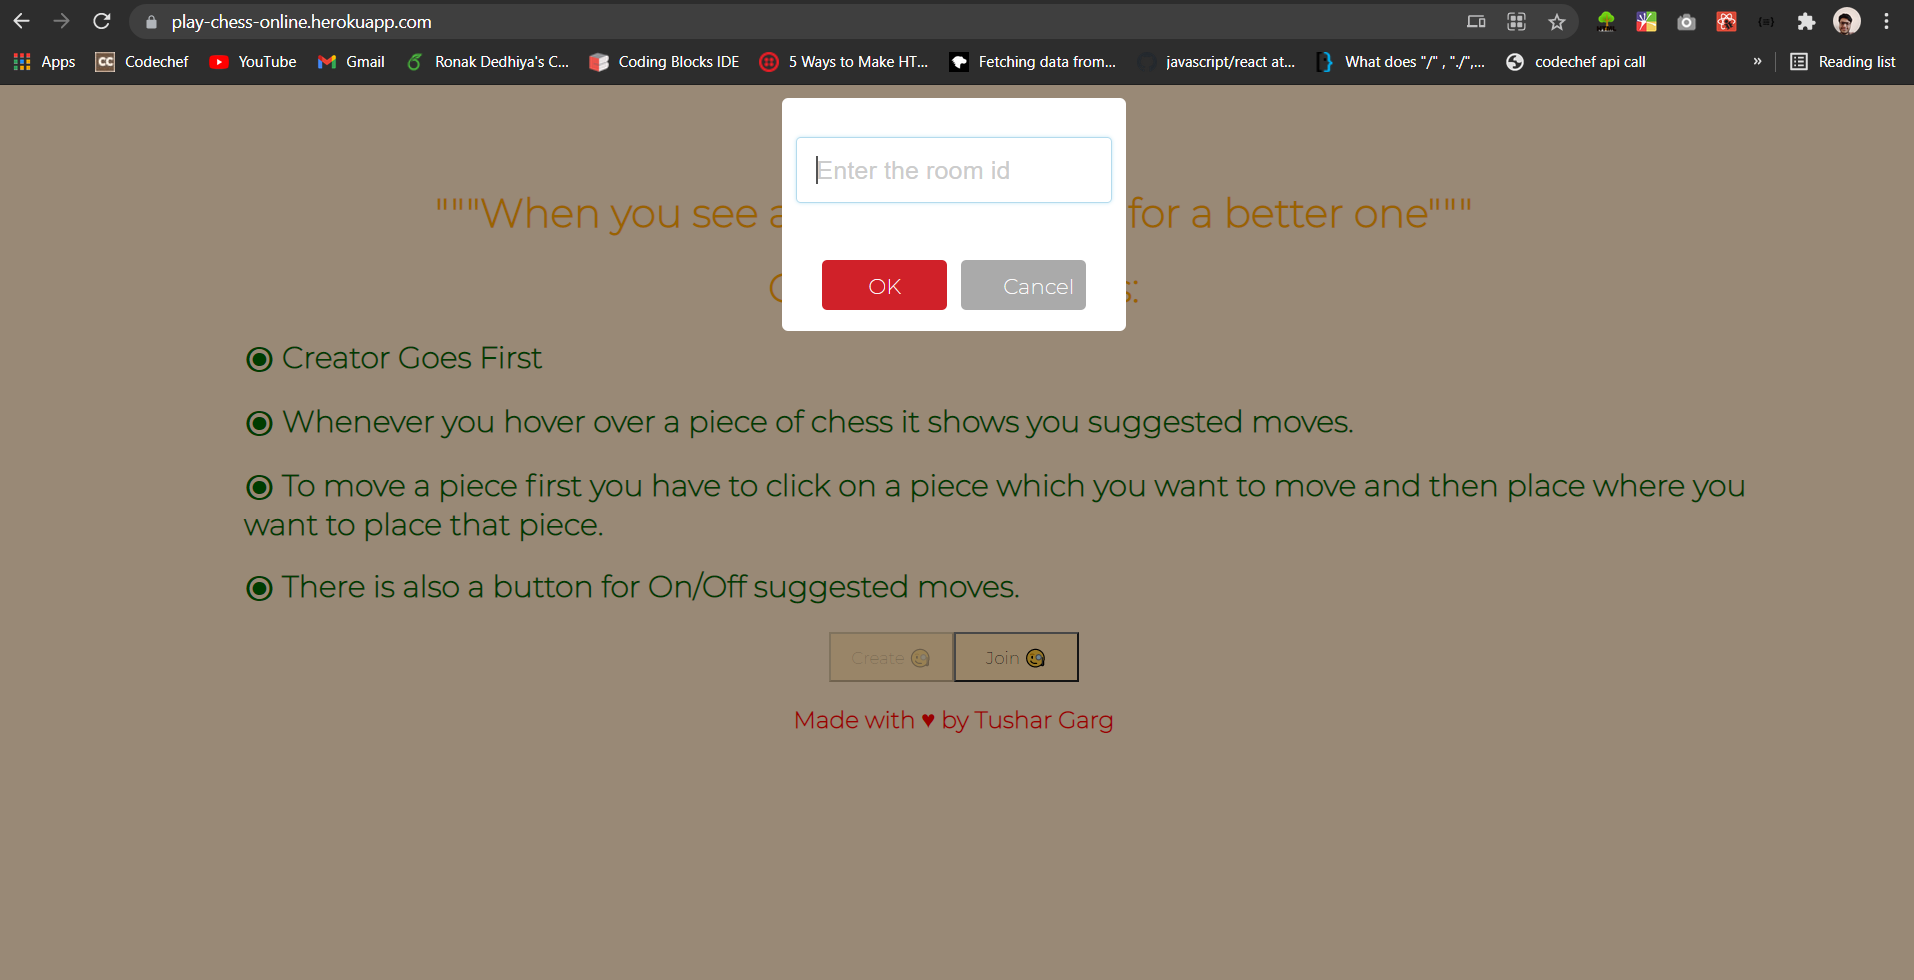 play-chess-online.herokuapp.com
Apps
Codechef
YouTube
Gmail
Ronak Dedhiya's C...
Coding Blocks IDE
5 Ways to Make HT...
Fetching data from...
javascript/react at...
What does "/" , "./",...
codechef api call
»
Reading list
Enter the room id
"""When you see a for a better one"""
OK
Cancel
◉ Creator Goes First
◉ Whenever you hover over a piece of chess it shows you suggested moves.
◉ To move a piece first you have to click on a piece which you want to move and then place where you
want to place that piece.
◉ There is also a button for On/Off suggested moves.
Create 🧐
Join 🧐
Made with ♥ by Tushar Garg